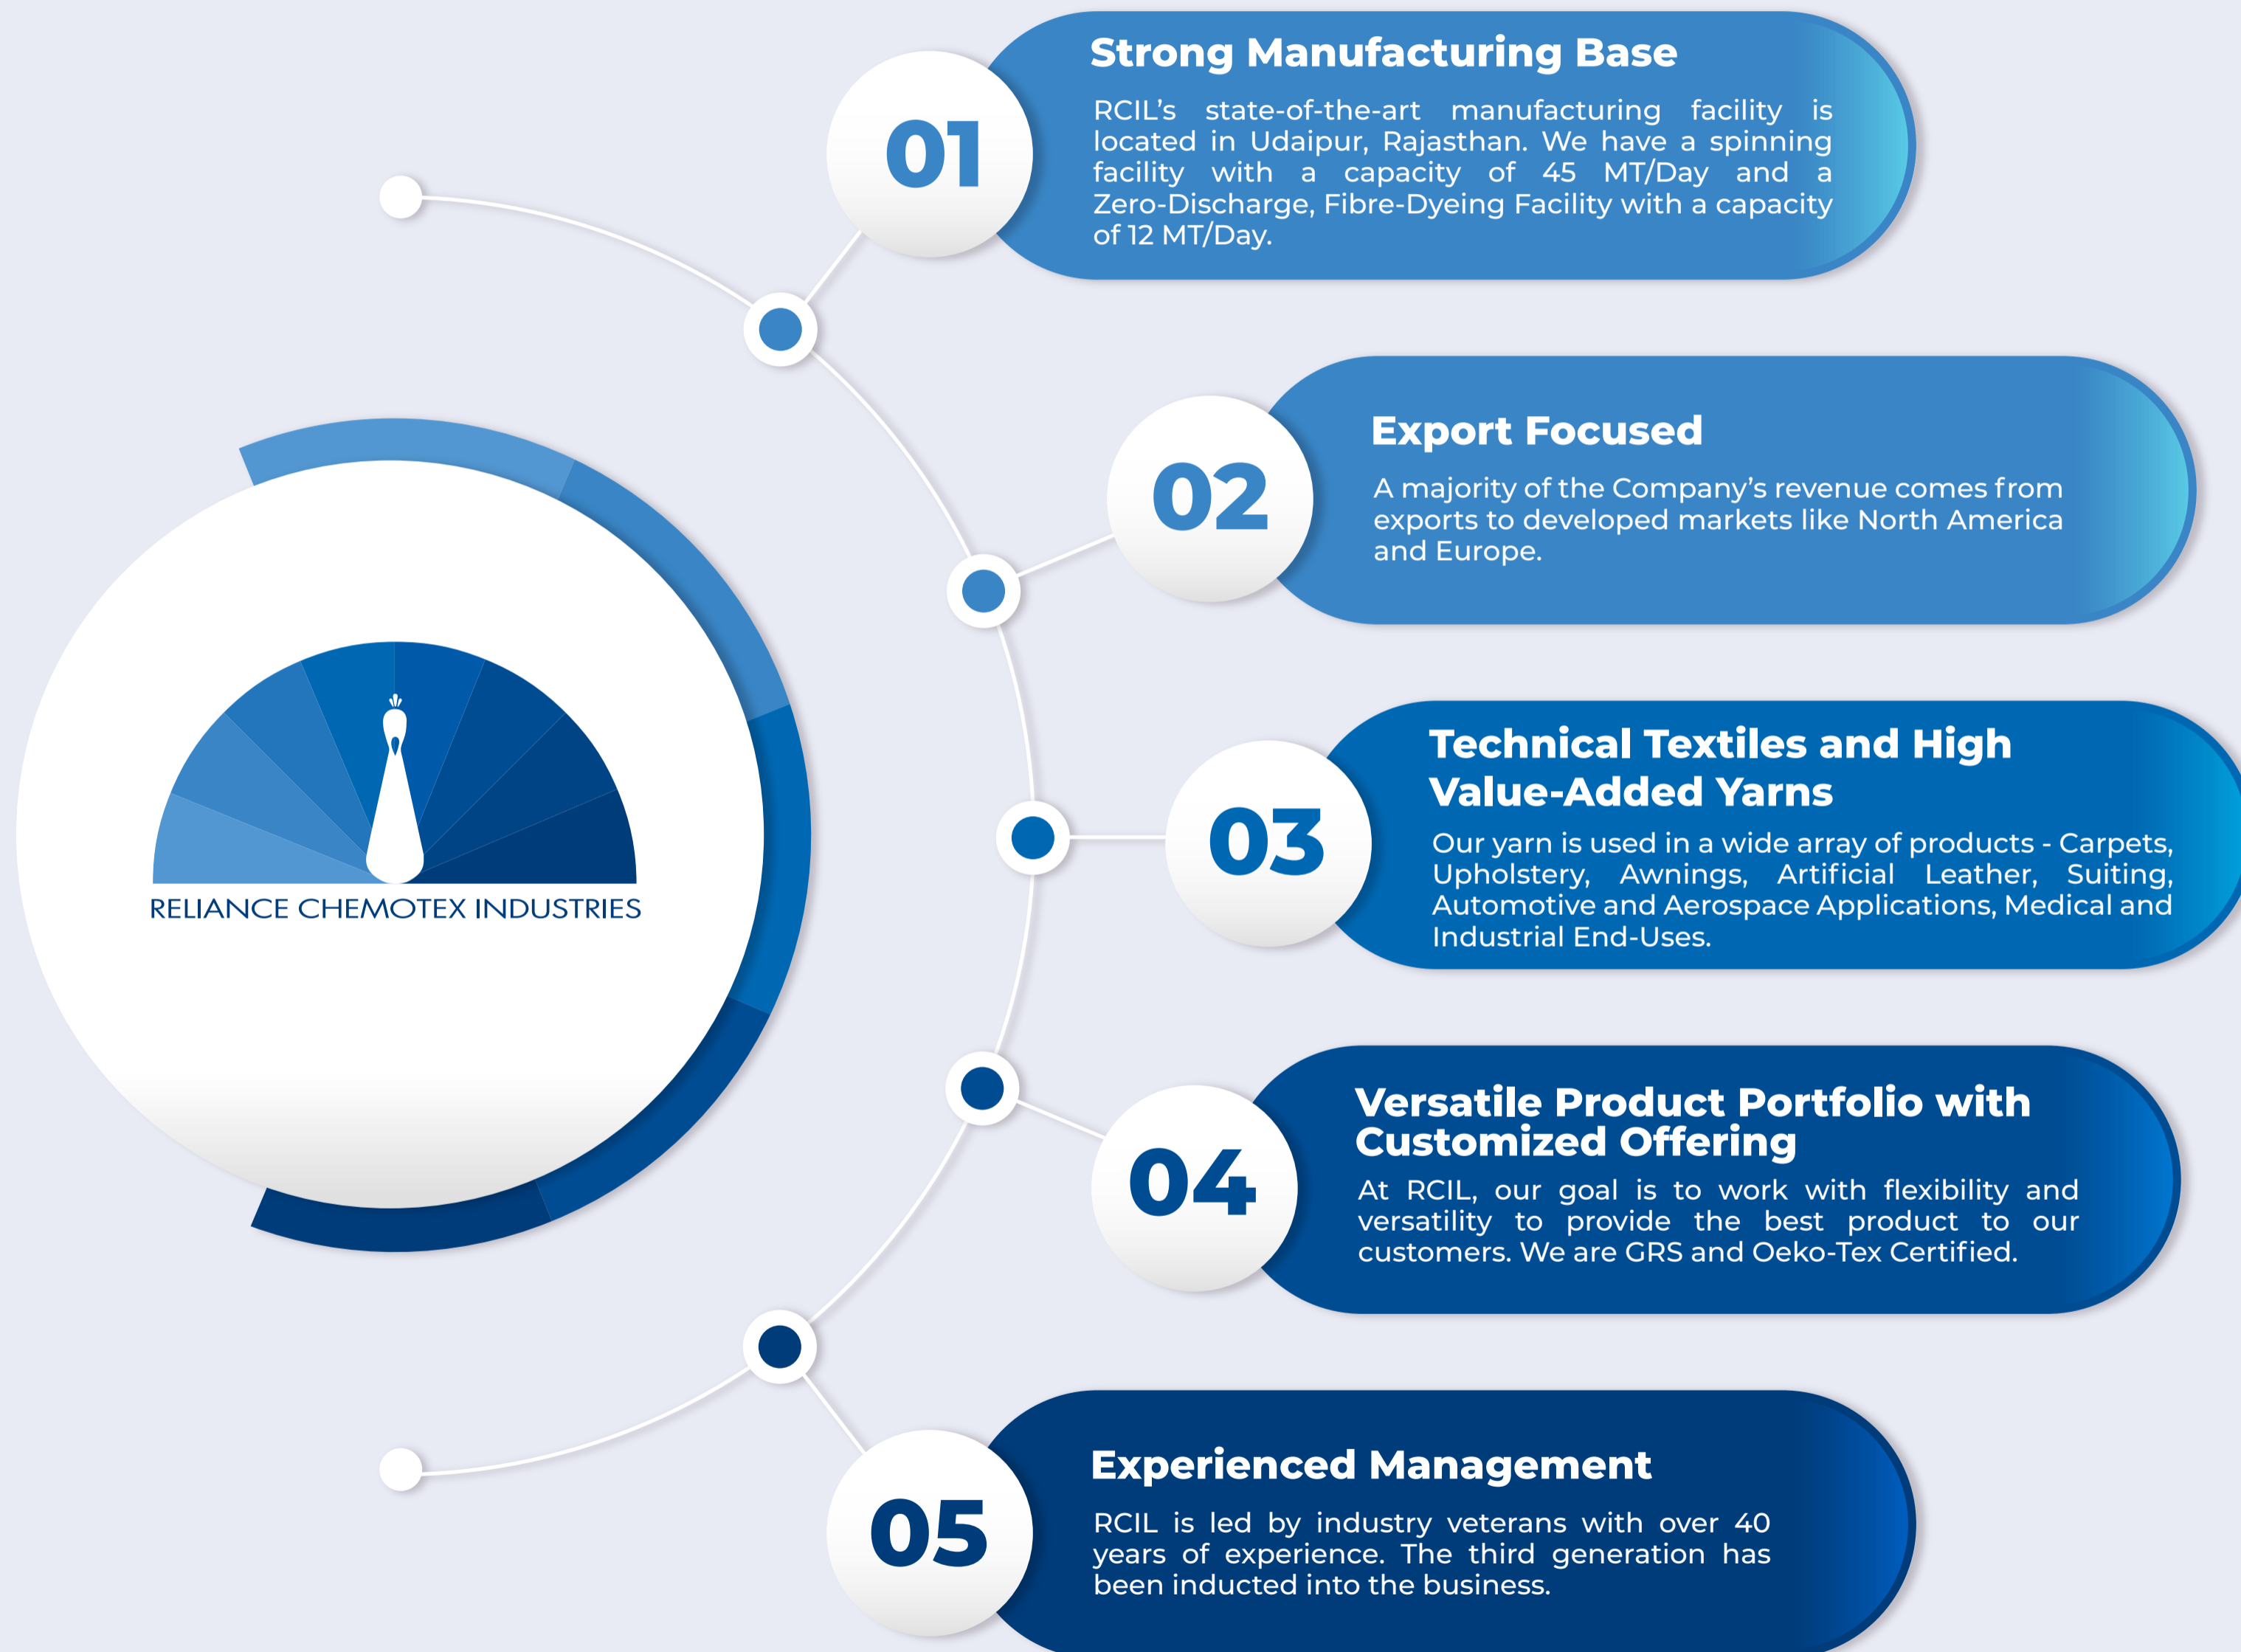 RELIANCE CHEMOTEX INDUSTRIES
01
Strong Manufacturing Base
RCIL's state-of-the-art manufacturing facility is
located in Udaipur, Rajasthan. We have a spinning
facility with a capacity of 45 MT/Day and a
Zero-Discharge, Fibre-Dyeing Facility with a capacity
of 12 MT/Day.
02
Export Focused
A majority of the Company's revenue comes from
exports to developed markets like North America
and Europe.
03
Technical Textiles and High
Value-Added Yarns
Our yarn is used in a wide array of products - Carpets,
Upholstery, Awnings, Artificial Leather, Suiting,
Automotive and Aerospace Applications, Medical and
Industrial End-Uses.
04
Versatile Product Portfolio with
Customized Offering
At RCIL, our goal is to work with flexibility and
versatility to provide the best product to our
customers. We are GRS and Oeko-Tex Certified.
05
Experienced Management
RCIL is led by industry veterans with over 40
years of experience. The third generation has
been inducted into the business.